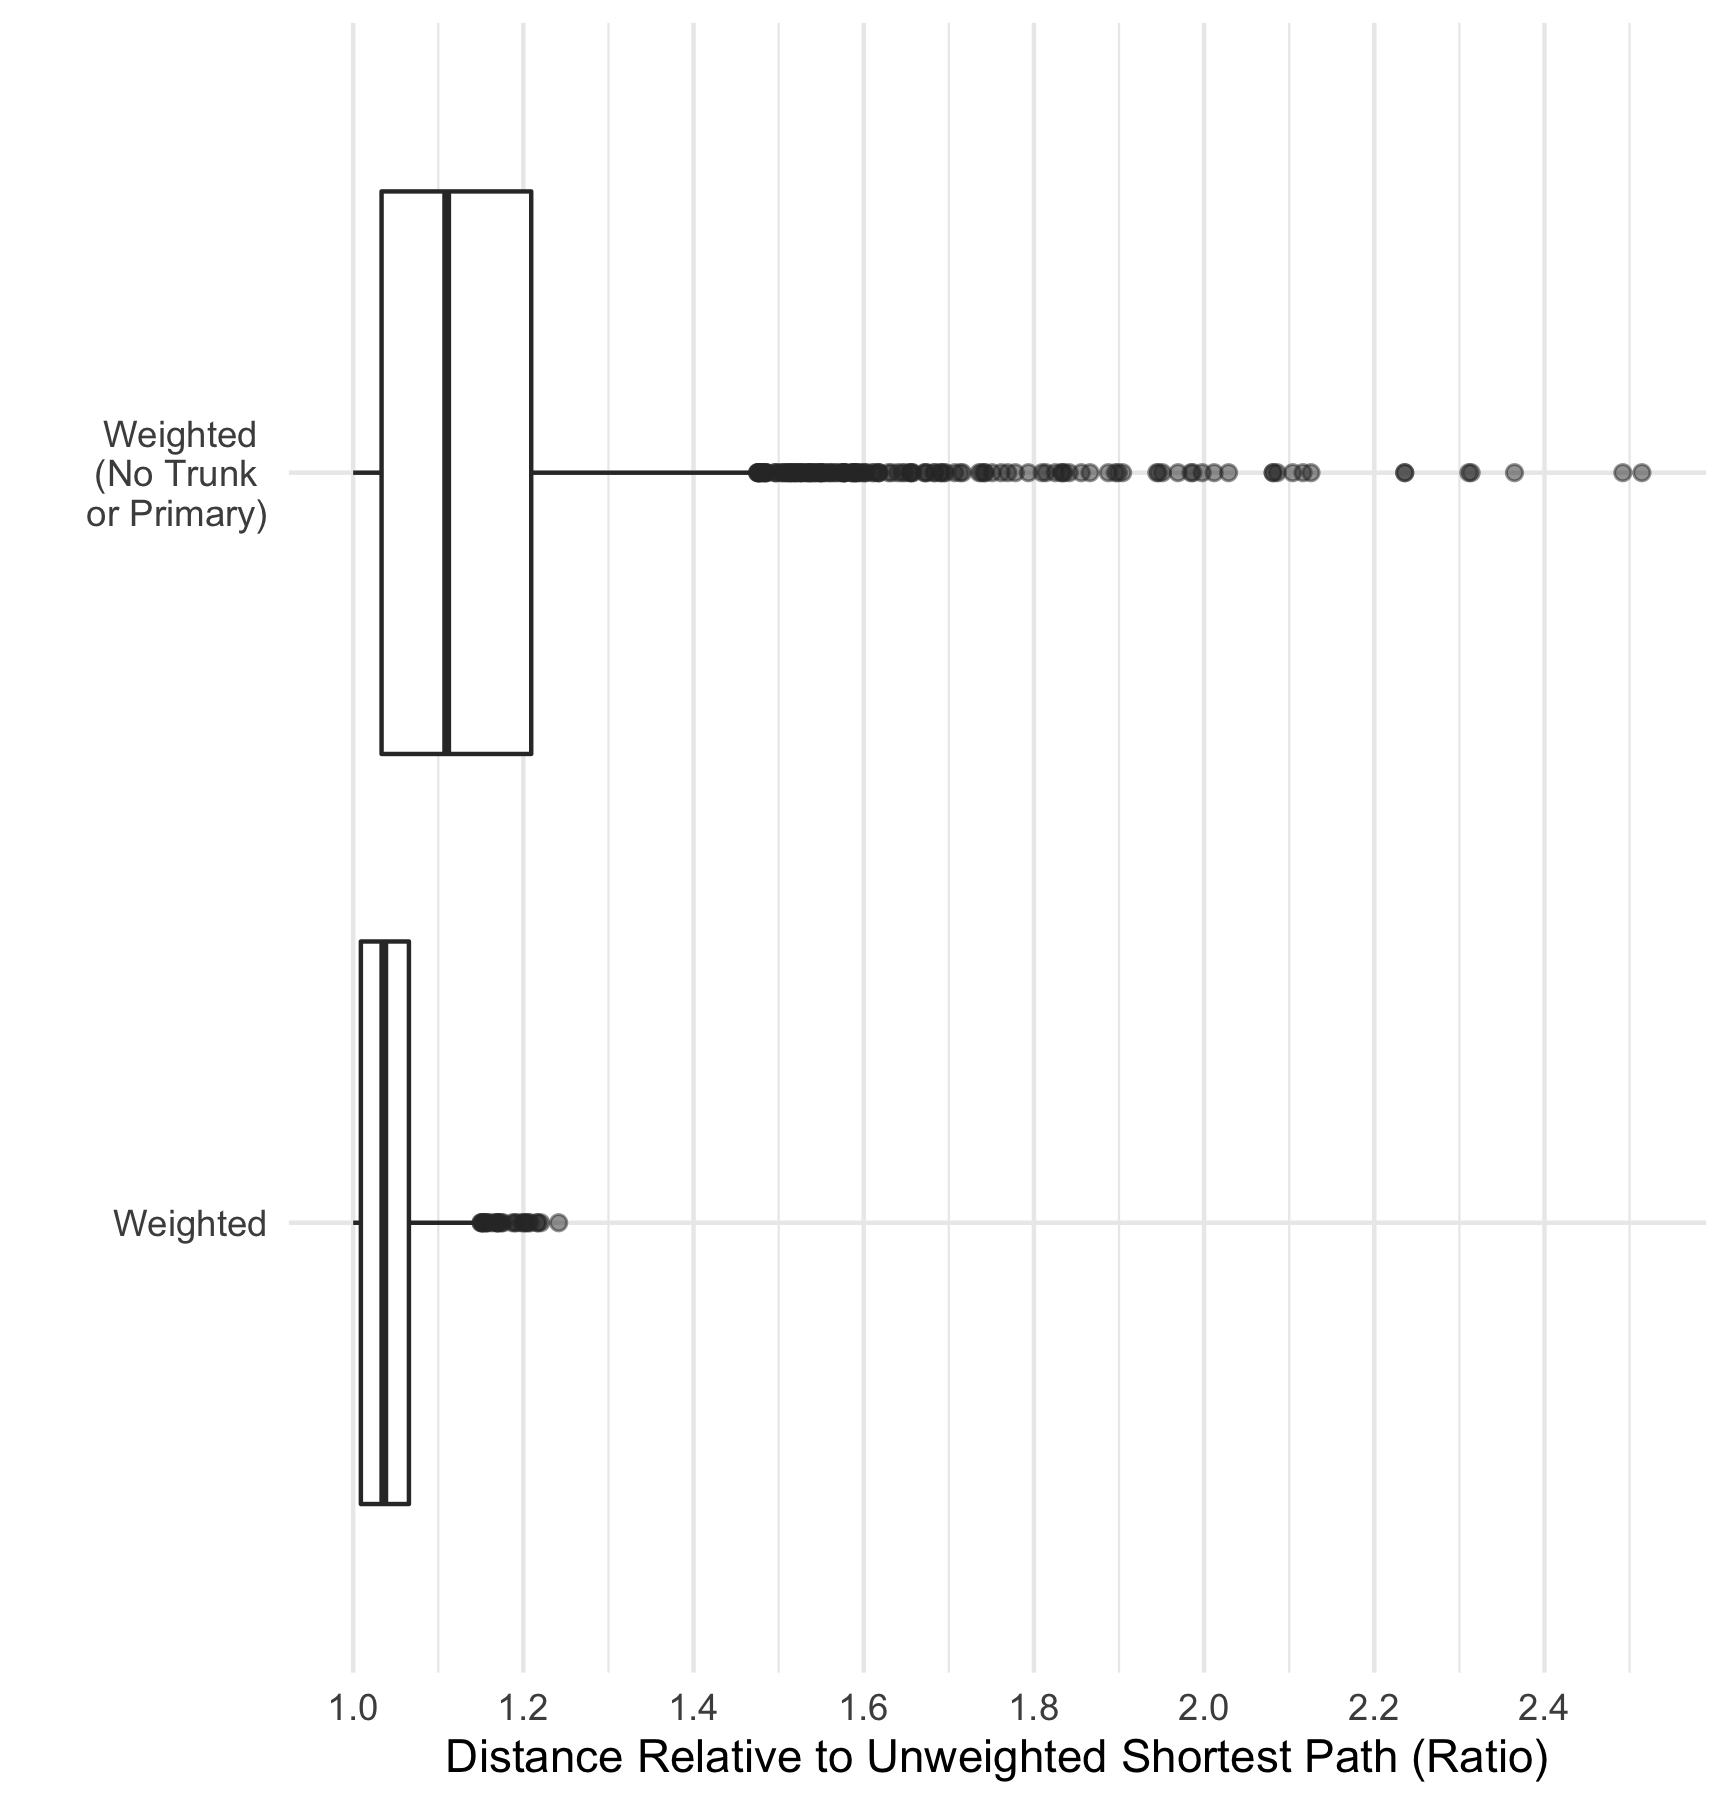 Weighted
(No Trunk
or Primary)
Weighted
1.0 1.2 1.4 1.6 1.8 2.0 2.2 2.4
Distance Relative to Unweighted Shortest Path (Ratio)